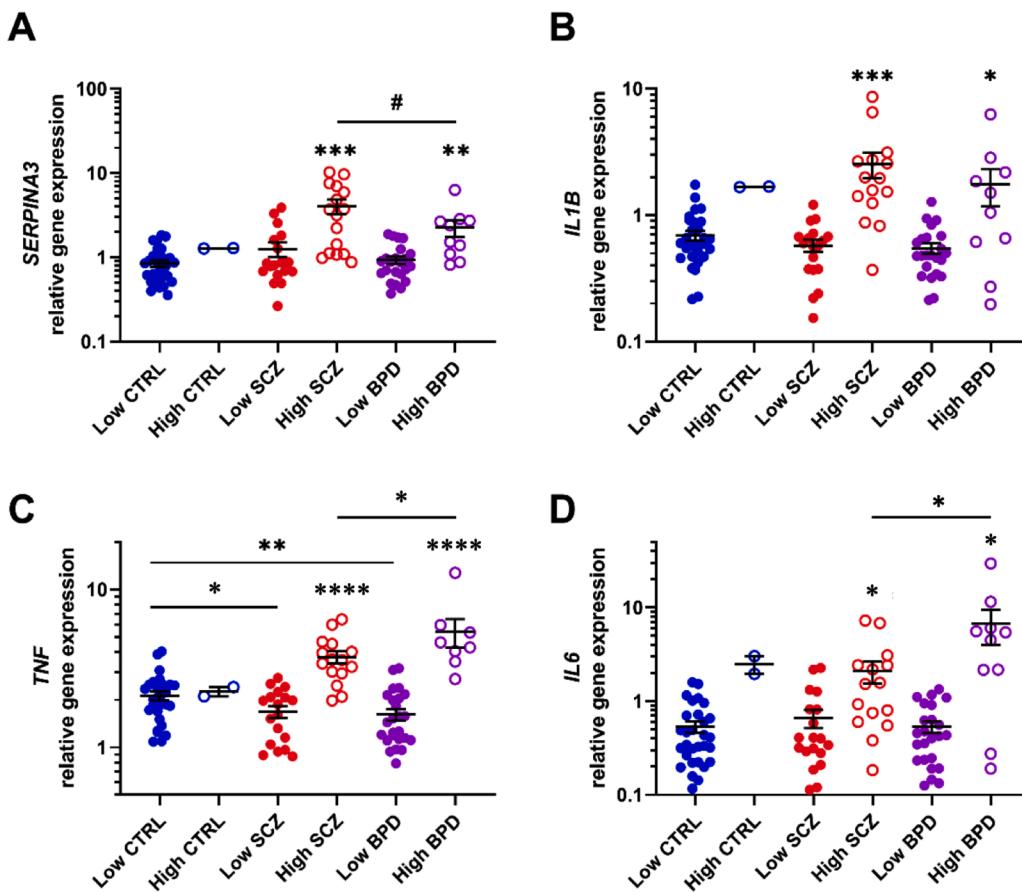 A
SERPINA3
relative gene expression
100
10
1
0.1
#
***
**
Low CTRL
High CTRL
Low SCZ
High SCZ
Low BPD
High BPD
B
IL1B
relative gene expression
10
1
0.1
***
*
Low CTRL
High CTRL
Low SCZ
High SCZ
Low BPD
High BPD
C
TNF
relative gene expression
10
1
*
**
****
*
****
Low CTRL
High CTRL
Low SCZ
High SCZ
Low BPD
High BPD
D
IL6
relative gene expression
10
1
0.1
*
*
*
Low CTRL
High CTRL
Low SCZ
High SCZ
Low BPD
High BPD